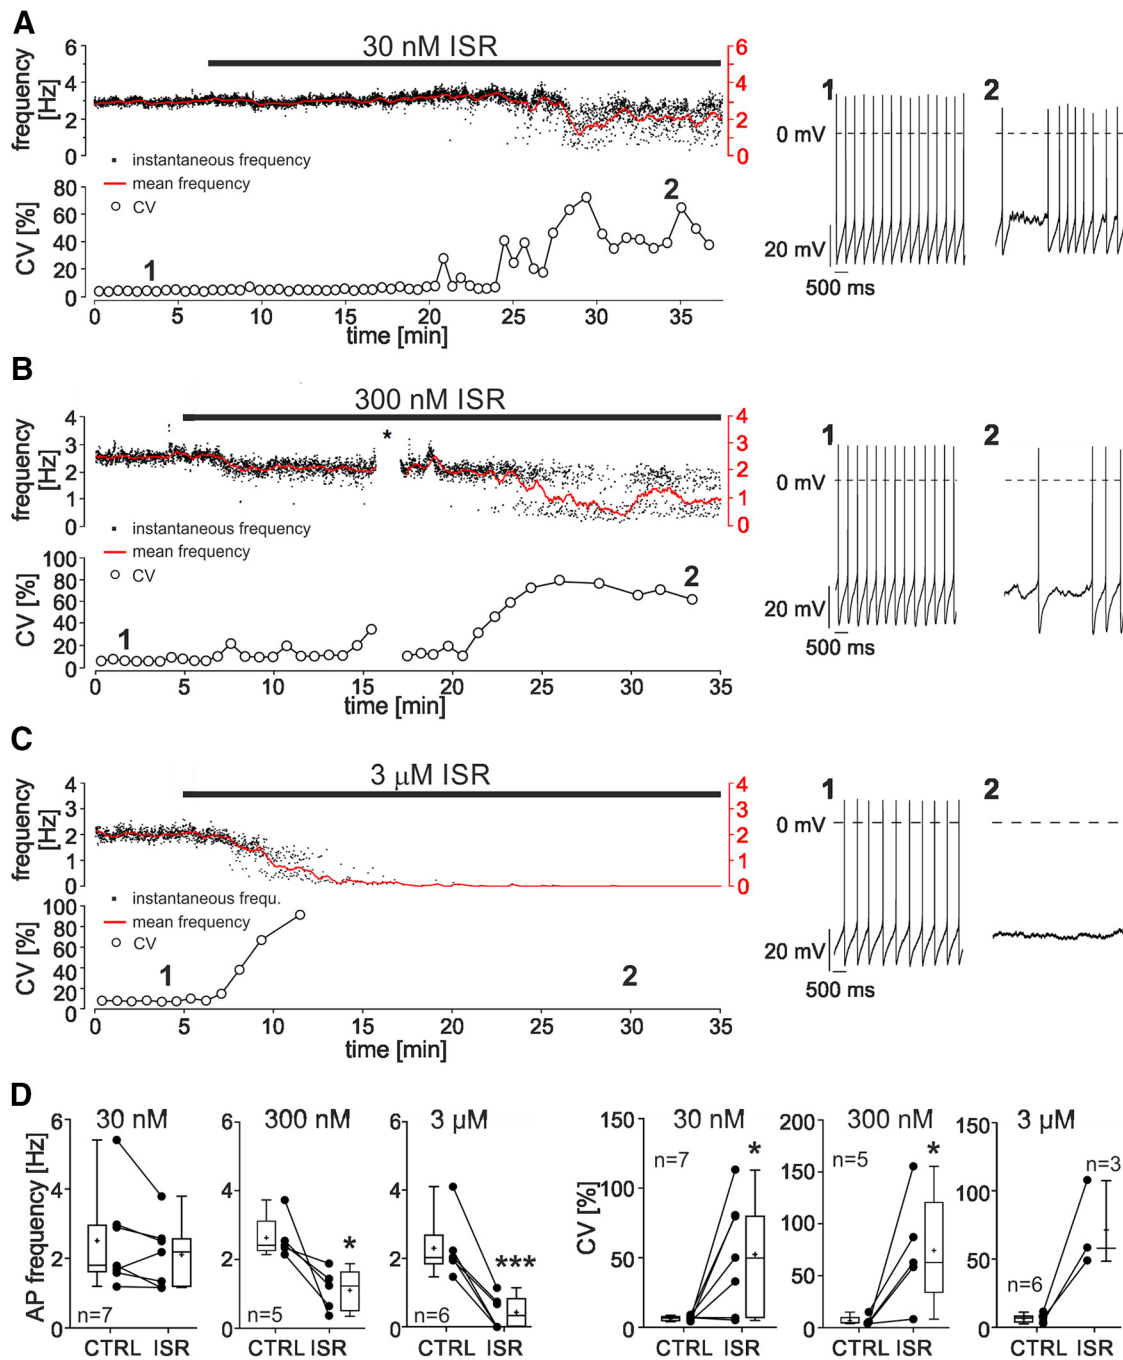 A
30 nM ISR
frequency [Hz]
6
4
2
0
6
5
4
3
2
1
0
instantaneous frequency
mean frequency
CV
CV [%]
80
60
40
20
0
1
2
0 5 10 15 20 25 30 35
time [min]
1
2
0 mV
20 mV
500 ms
B
300 nM ISR
frequency [Hz]
4
3
2
1
0
4
3
2
1
0
*
instantaneous frequency
mean frequency
CV
CV [%]
100
80
60
40
20
0
1
2
0 5 10 15 20 25 30 35
time [min]
1
2
0 mV
20 mV
500 ms
C
3 μM ISR
frequency [Hz]
4
3
2
1
0
4
3
2
1
0
instantaneous frequ.
mean frequency
CV
CV [%]
100
80
60
40
20
0
1
2
0 5 10 15 20 25 30 35
time [min]
1
2
0 mV
20 mV
500 ms
D
AP frequency [Hz]
30 nM
6
4
2
0
n=7
CTRL ISR
300 nM
6
4
2
0
*
n=5
CTRL ISR
3 μM
6
4
2
0
***
n=6
CTRL ISR
CV [%]
30 nM
150
100
50
0
n=7
*
CTRL ISR
300 nM
200
150
100
50
0
n=5
*
CTRL ISR
3 μM
150
100
50
0
n=3
n=6
CTRL ISR